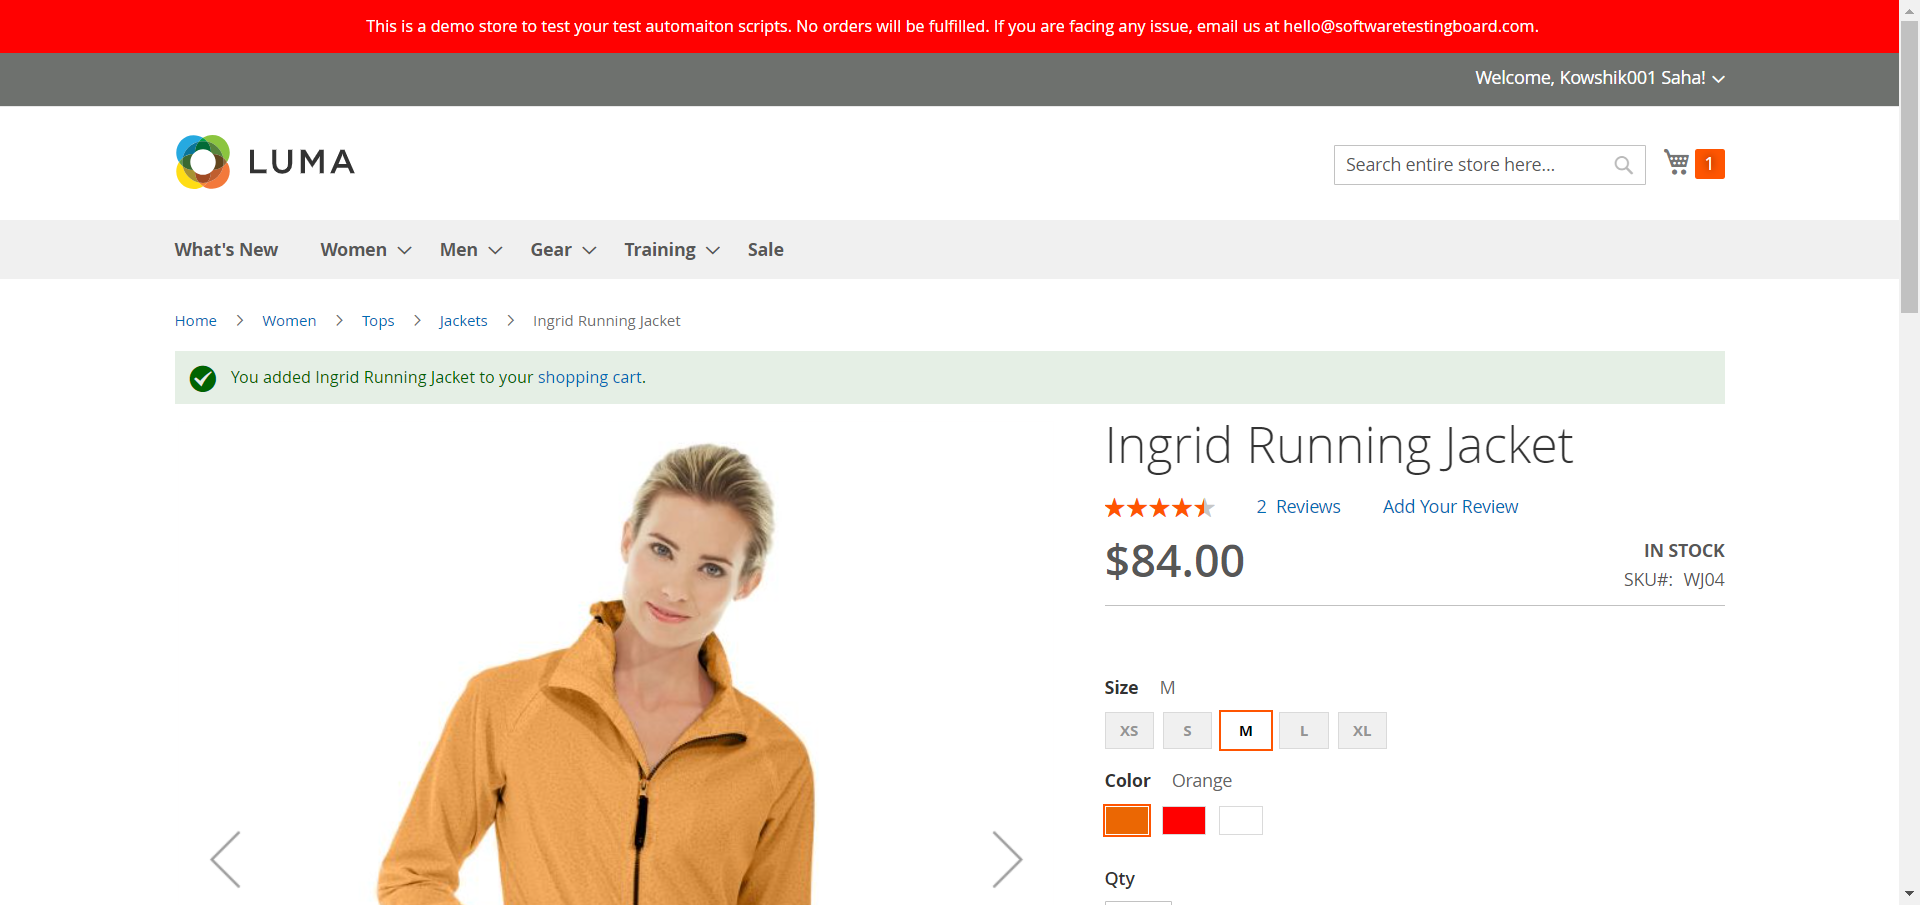 This is a demo store to test your test automaiton scripts. No orders will be fulfilled. If you are facing any issue, email us at hello@softwaretestingboard.com.
Welcome, Kowshik001 Saha!
LUMA
Search entire store here...
1
What's New Women Men Gear Training Sale
Home Women Tops Jackets Ingrid Running Jacket
You added Ingrid Running Jacket to your shopping cart.
Ingrid Running Jacket
2 Reviews Add Your Review
$84.00
IN STOCK
SKU#: WJ04
Size M
XS S M L XL
Color Orange
Qty